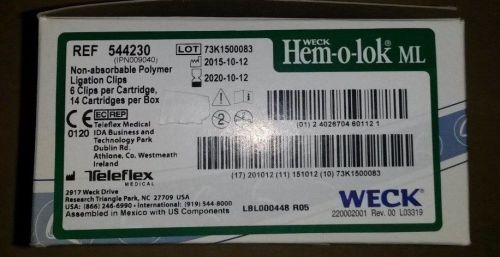 REF 544230
(IPN009040)
Non-absorbable Polymer
Ligation Clips
6 Clips per Cartridge,
14 Cartridges per Box
LOT 73K1500083
2015-10-12
2020-10-12
WECK
Hem-o-lok® ML
CE
0120
EC REP
Teleflex Medical
IDA Business and
Technology Park
Dublin Rd.
Athlone, Co. Westmeath
Ireland
(01) 2 4026704 60112 1
(17) 201012 (11) 151012 (10) 73K1500083
Teleflex
MEDICAL
2917 Weck Drive
Research Triangle Park, NC 27709 USA
USA: (866) 246-6990 • International: (919) 544-8000
Assembled in Mexico with US Components
LBL000448 R05
WECK
220002001 Rev. 00 L03319